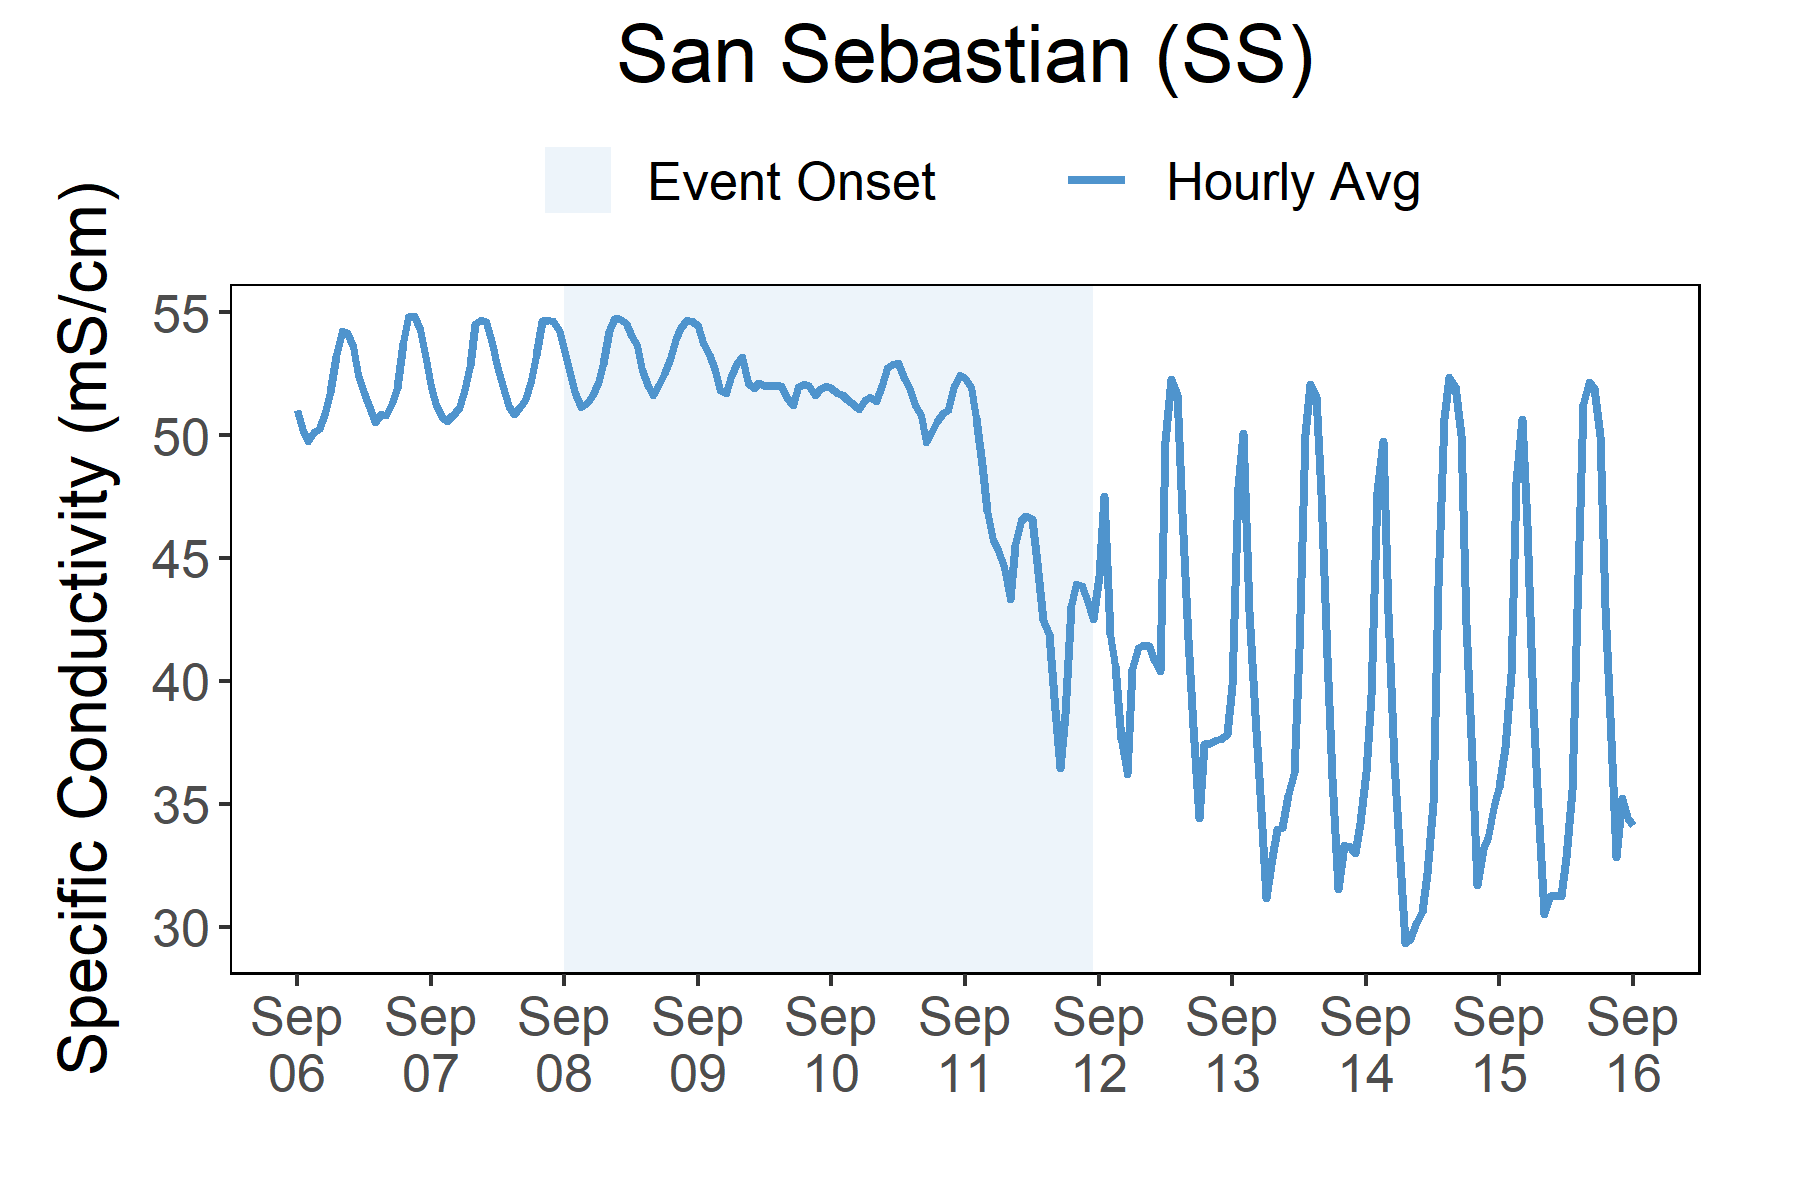 San Sebastian (SS)
Event Onset
Hourly Avg
Specific Conductivity (mS/cm)
55
50
45
40
35
30
Sep 06
Sep 07
Sep 08
Sep 09
Sep 10
Sep 11
Sep 12
Sep 13
Sep 14
Sep 15
Sep 16